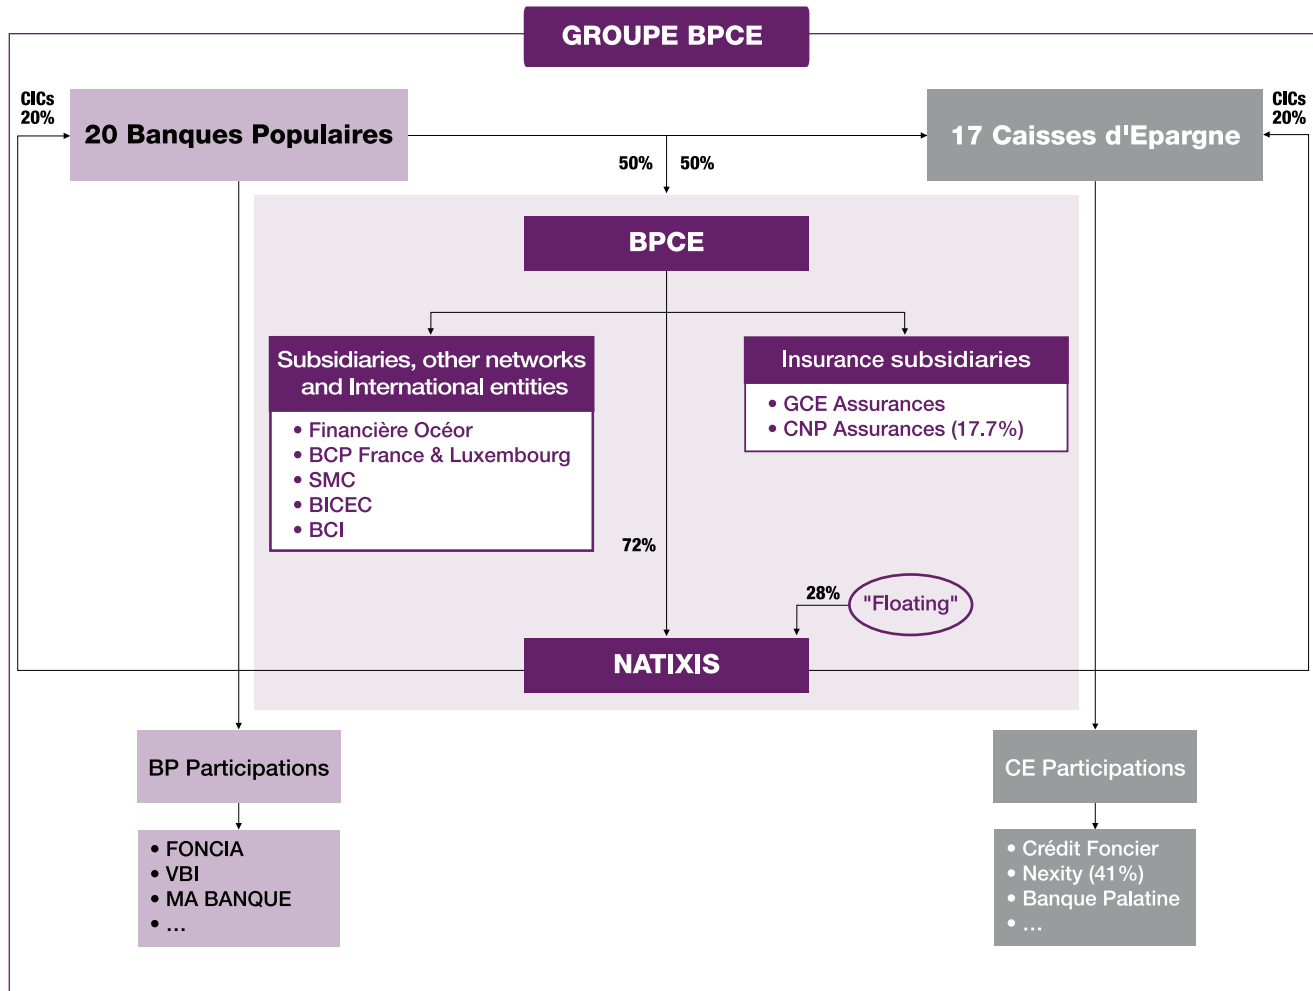 GROUPE BPCE
CICs
20%
20 Banques Populaires
17 Caisses d'Epargne
CICs
20%
50%
50%
BPCE
Subsidiaries, other networks
and International entities
• Financière Océor
• BCP France & Luxembourg
• SMC
• BICEC
• BCI
Insurance subsidiaries
• GCE Assurances
• CNP Assurances (17.7%)
72%
28%
"Floating"
NATIXIS
BP Participations
• FONCIA
• VBI
• MA BANQUE
• ...
CE Participations
• Crédit Foncier
• Nexity (41%)
• Banque Palatine
• ...